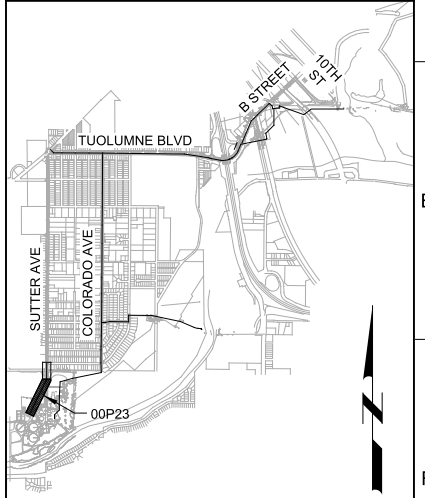 10TH
ST
B STREET
TUOLUMNE BLVD
SUTTER AVE
COLORADO AVE
00P23
N